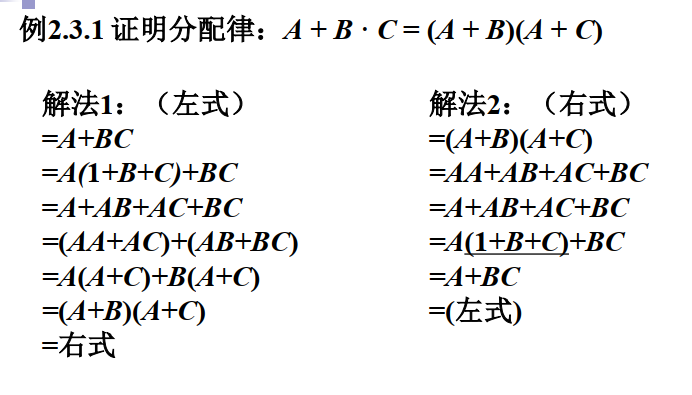 例2.3.1 证明分配律：A + B · C = (A + B)(A + C)
解法1：（左式）
=A+BC
=A(1+B+C)+BC
=A+AB+AC+BC
=(AA+AC)+(AB+BC)
=A(A+C)+B(A+C)
=(A+B)(A+C)
=右式
解法2：（右式）
=(A+B)(A+C)
=AA+AB+AC+BC
=A+AB+AC+BC
=A(1+B+C)+BC
=A+BC
=(左式)